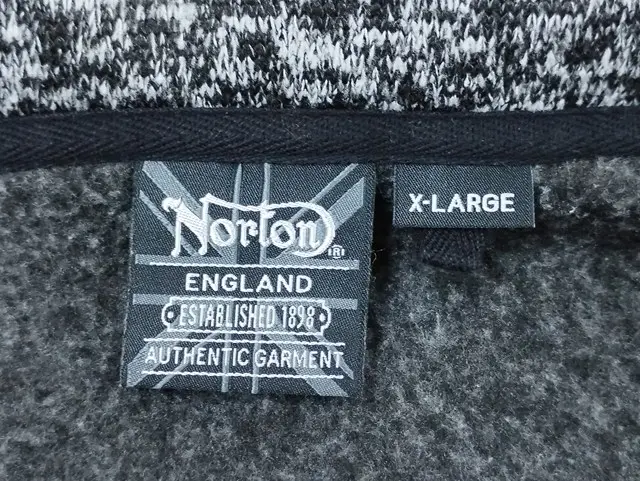 Norton
ENGLAND
ESTABLISHED 1898
AUTHENTIC GARMENT
X-LARGE